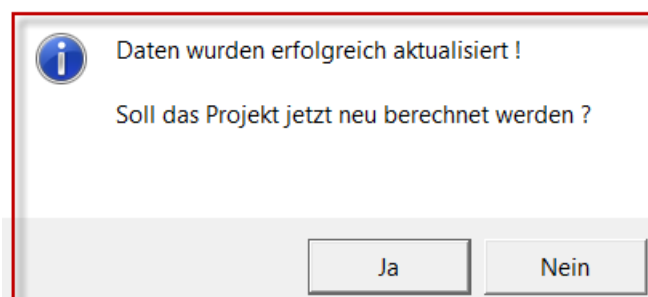 Daten wurden erfolgreich aktualisiert !
Soll das Projekt jetzt neu berechnet werden ?
Ja
Nein